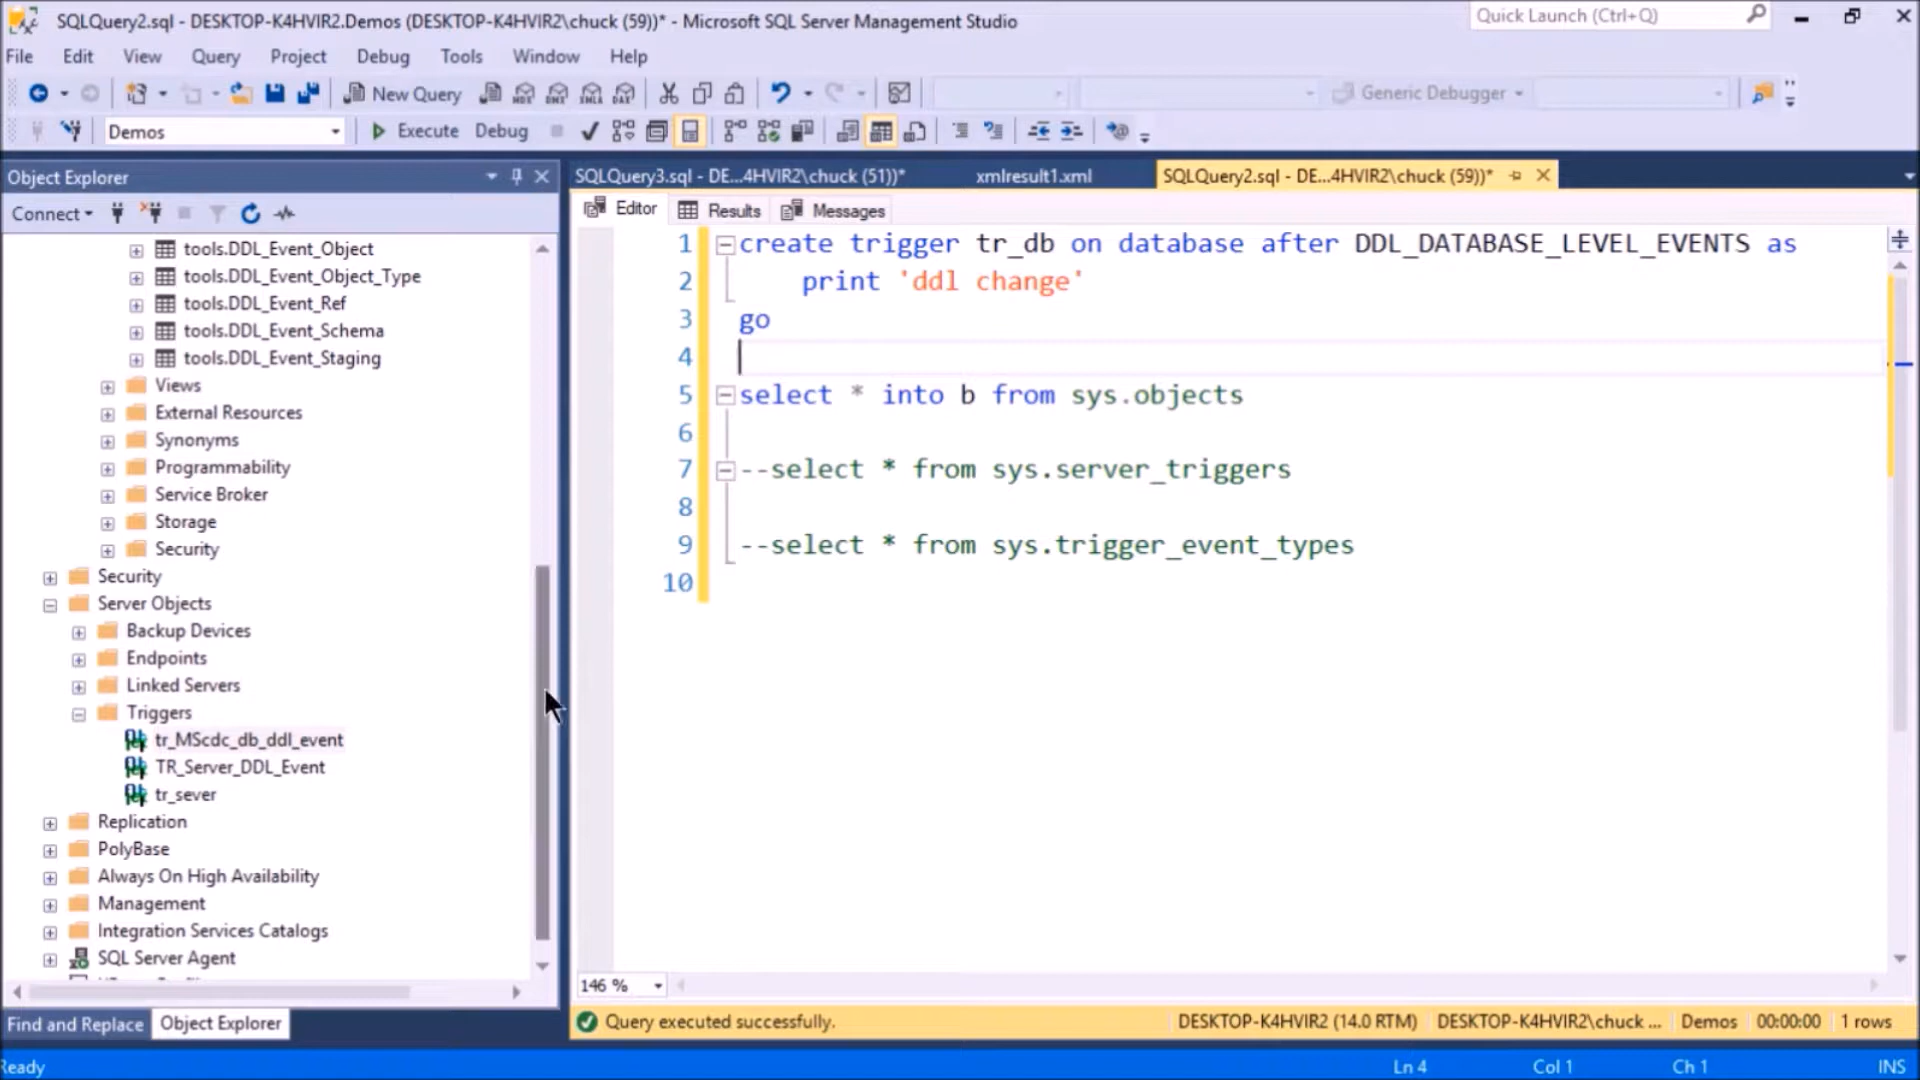 SQLQuery2.sql - DESKTOP-K4HVIR2.Demos (DESKTOP-K4HVIR2\chuck (59))* - Microsoft SQL Server Management Studio
Quick Launch (Ctrl+Q)
File Edit View Query Project Debug Tools Window Help
New Query
Generic Debugger
Demos
Execute Debug
Object Explorer
SQLQuery3.sql - DE...4HVIR2\chuck (51))* xmlresult1.xml SQLQuery2.sql - DE...4HVIR2\chuck (59))*
Connect
Editor Results Messages
tools.DDL_Event_Object
tools.DDL_Event_Object_Type
tools.DDL_Event_Ref
tools.DDL_Event_Schema
tools.DDL_Event_Staging
Views
External Resources
Synonyms
Programmability
Service Broker
Storage
Security
Security
Server Objects
Backup Devices
Endpoints
Linked Servers
Triggers
tr_MScdc_db_ddl_event
TR_Server_DDL_Event
tr_sever
Replication
PolyBase
Always On High Availability
Management
Integration Services Catalogs
SQL Server Agent
1 create trigger tr_db on database after DDL_DATABASE_LEVEL_EVENTS as
2 print 'ddl change'
3 go
4
5 select * into b from sys.objects
6
7 --select * from sys.server_triggers
8
9 --select * from sys.trigger_event_types
10
146 %
Find and Replace Object Explorer
Query executed successfully. DESKTOP-K4HVIR2 (14.0 RTM) DESKTOP-K4HVIR2\chuck ... Demos 00:00:00 1 rows
Ready Ln 4 Col 1 Ch 1 INS